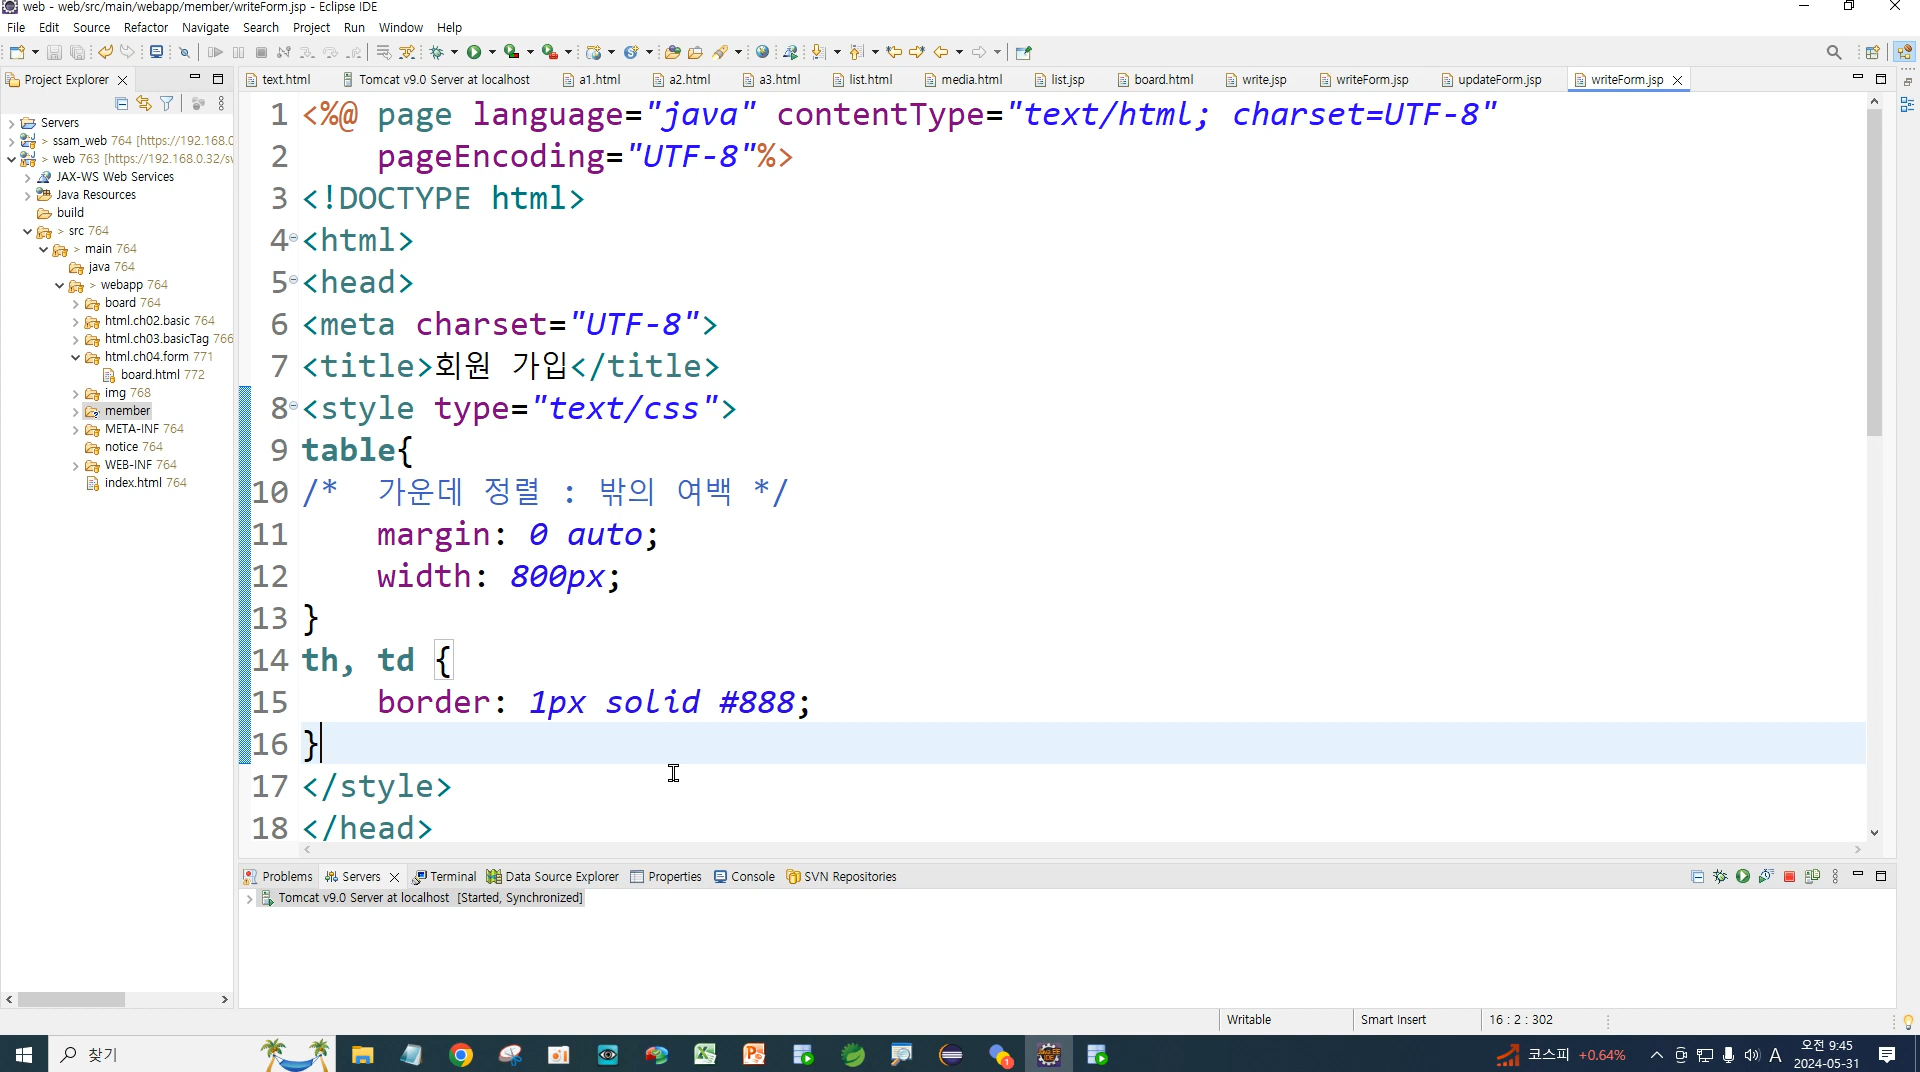 web - web/src/main/webapp/member/writeForm.jsp - Eclipse IDE
File Edit Source Refactor Navigate Search Project Run Window Help
Project Explorer
text.html Tomcat v9.0 Server at localhost a1.html a2.html a3.html list.html media.html list.jsp board.html write.jsp writeForm.jsp updateForm.jsp writeForm.jsp
Servers
> ssam_web 764 [https://192.168.0
> web 763 [https://192.168.0.32/sv
JAX-WS Web Services
Java Resources
build
> src 764
> main 764
java 764
> webapp 764
board 764
html.ch02.basic 764
html.ch03.basicTag 766
html.ch04.form 771
board.html 772
img 768
member
META-INF 764
notice 764
WEB-INF 764
index.html 764
1 <%@ page language="java" contentType="text/html; charset=UTF-8"
2 pageEncoding="UTF-8"%>
3 <!DOCTYPE html>
4 <html>
5 <head>
6 <meta charset="UTF-8">
7 <title>회원 가입</title>
8 <style type="text/css">
9 table{
10 /* 가운데 정렬 : 밖의 여백 */
11 margin: 0 auto;
12 width: 800px;
13 }
14 th, td {
15 border: 1px solid #888;
16 }
17 </style>
18 </head>
Problems Servers Terminal Data Source Explorer Properties Console SVN Repositories
Tomcat v9.0 Server at localhost [Started, Synchronized]
Writable Smart Insert 16 : 2 : 302
찾기
코스피 +0.64%
A
오전 9:45
2024-05-31